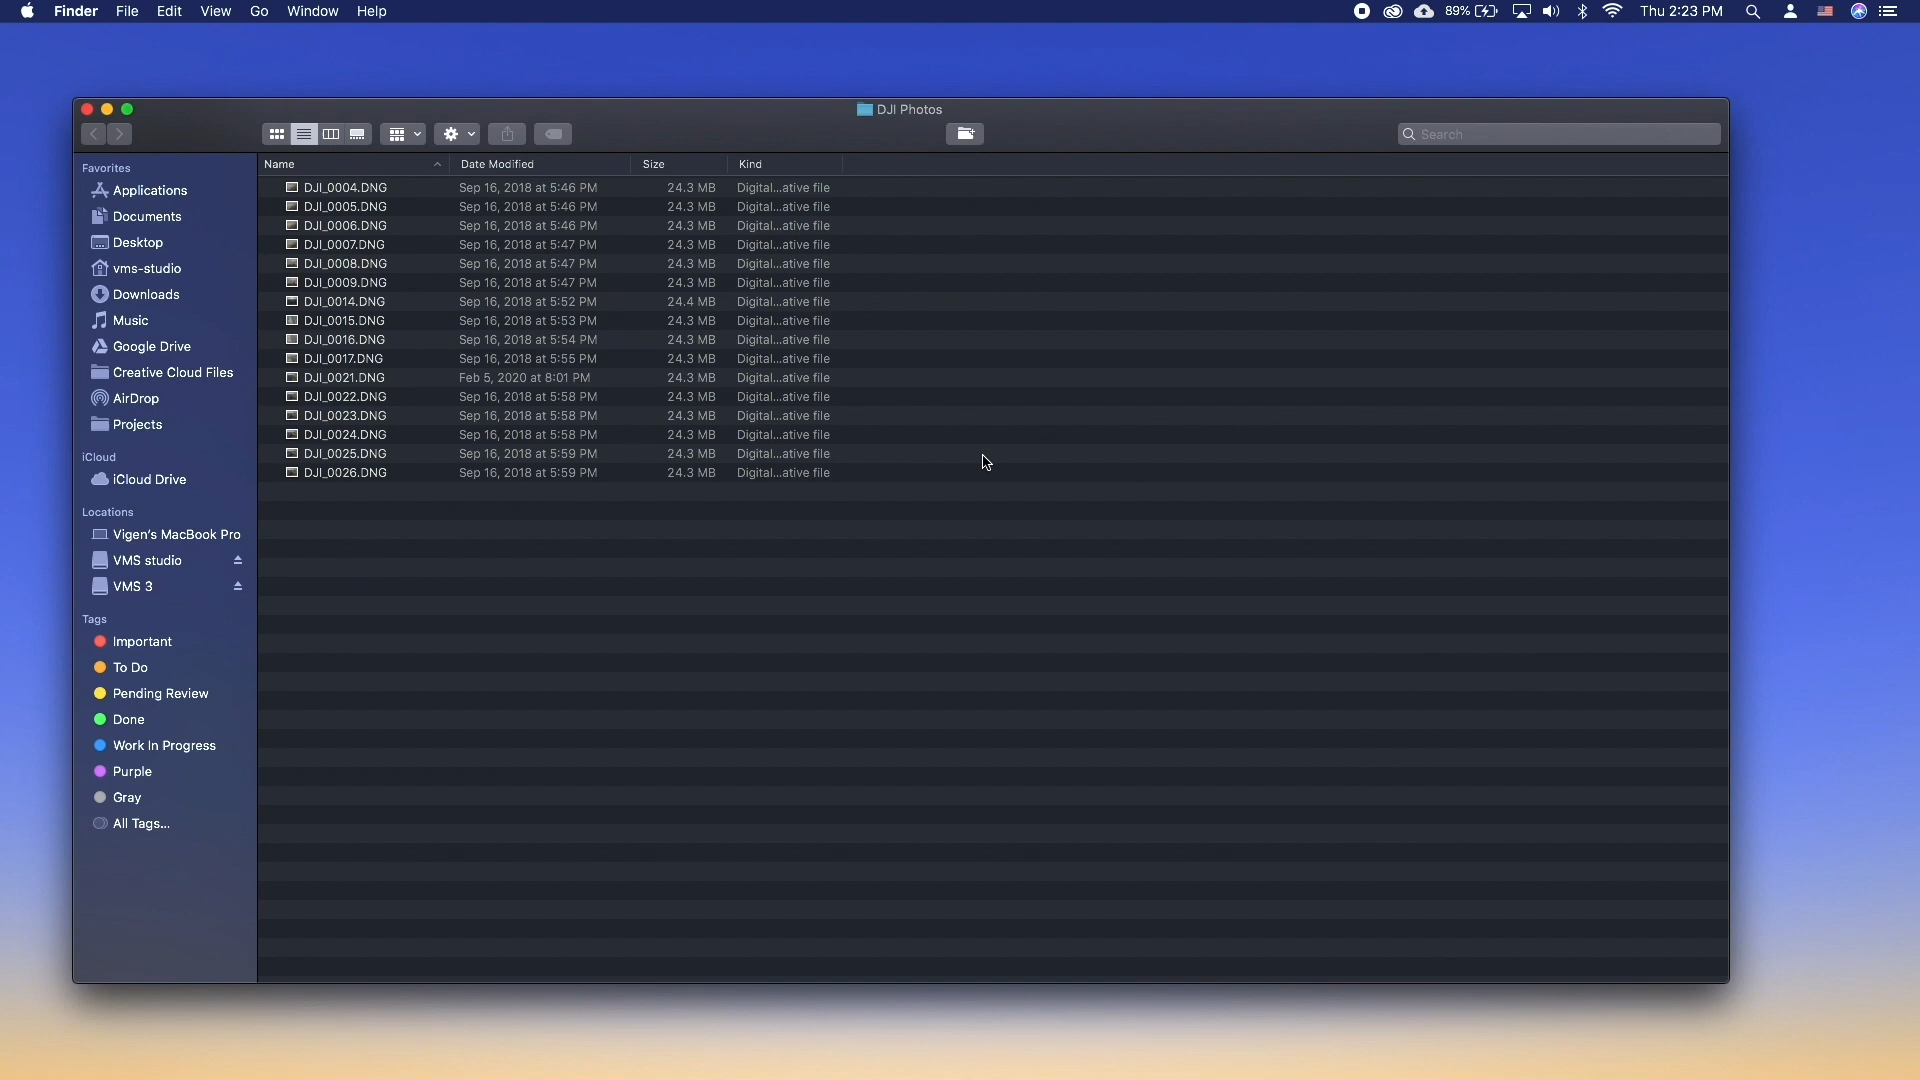 Finder File Edit View Go Window Help 89% Thu 2:23 PM
DJI Photos
Search
Favorites
Applications
Documents
Desktop
vms-studio
Downloads
Music
Google Drive
Creative Cloud Files
AirDrop
Projects
iCloud
iCloud Drive
Locations
Vigen's MacBook Pro
VMS studio
VMS 3
Tags
Important
To Do
Pending Review
Done
Work In Progress
Purple
Gray
All Tags...
Name Date Modified Size Kind
DJI_0004.DNG Sep 16, 2018 at 5:46 PM 24.3 MB Digital...ative file
DJI_0005.DNG Sep 16, 2018 at 5:46 PM 24.3 MB Digital...ative file
DJI_0006.DNG Sep 16, 2018 at 5:46 PM 24.3 MB Digital...ative file
DJI_0007.DNG Sep 16, 2018 at 5:47 PM 24.3 MB Digital...ative file
DJI_0008.DNG Sep 16, 2018 at 5:47 PM 24.3 MB Digital...ative file
DJI_0009.DNG Sep 16, 2018 at 5:47 PM 24.3 MB Digital...ative file
DJI_0014.DNG Sep 16, 2018 at 5:52 PM 24.4 MB Digital...ative file
DJI_0015.DNG Sep 16, 2018 at 5:53 PM 24.3 MB Digital...ative file
DJI_0016.DNG Sep 16, 2018 at 5:54 PM 24.3 MB Digital...ative file
DJI_0017.DNG Sep 16, 2018 at 5:55 PM 24.3 MB Digital...ative file
DJI_0021.DNG Feb 5, 2020 at 8:01 PM 24.3 MB Digital...ative file
DJI_0022.DNG Sep 16, 2018 at 5:58 PM 24.3 MB Digital...ative file
DJI_0023.DNG Sep 16, 2018 at 5:58 PM 24.3 MB Digital...ative file
DJI_0024.DNG Sep 16, 2018 at 5:58 PM 24.3 MB Digital...ative file
DJI_0025.DNG Sep 16, 2018 at 5:59 PM 24.3 MB Digital...ative file
DJI_0026.DNG Sep 16, 2018 at 5:59 PM 24.3 MB Digital...ative file